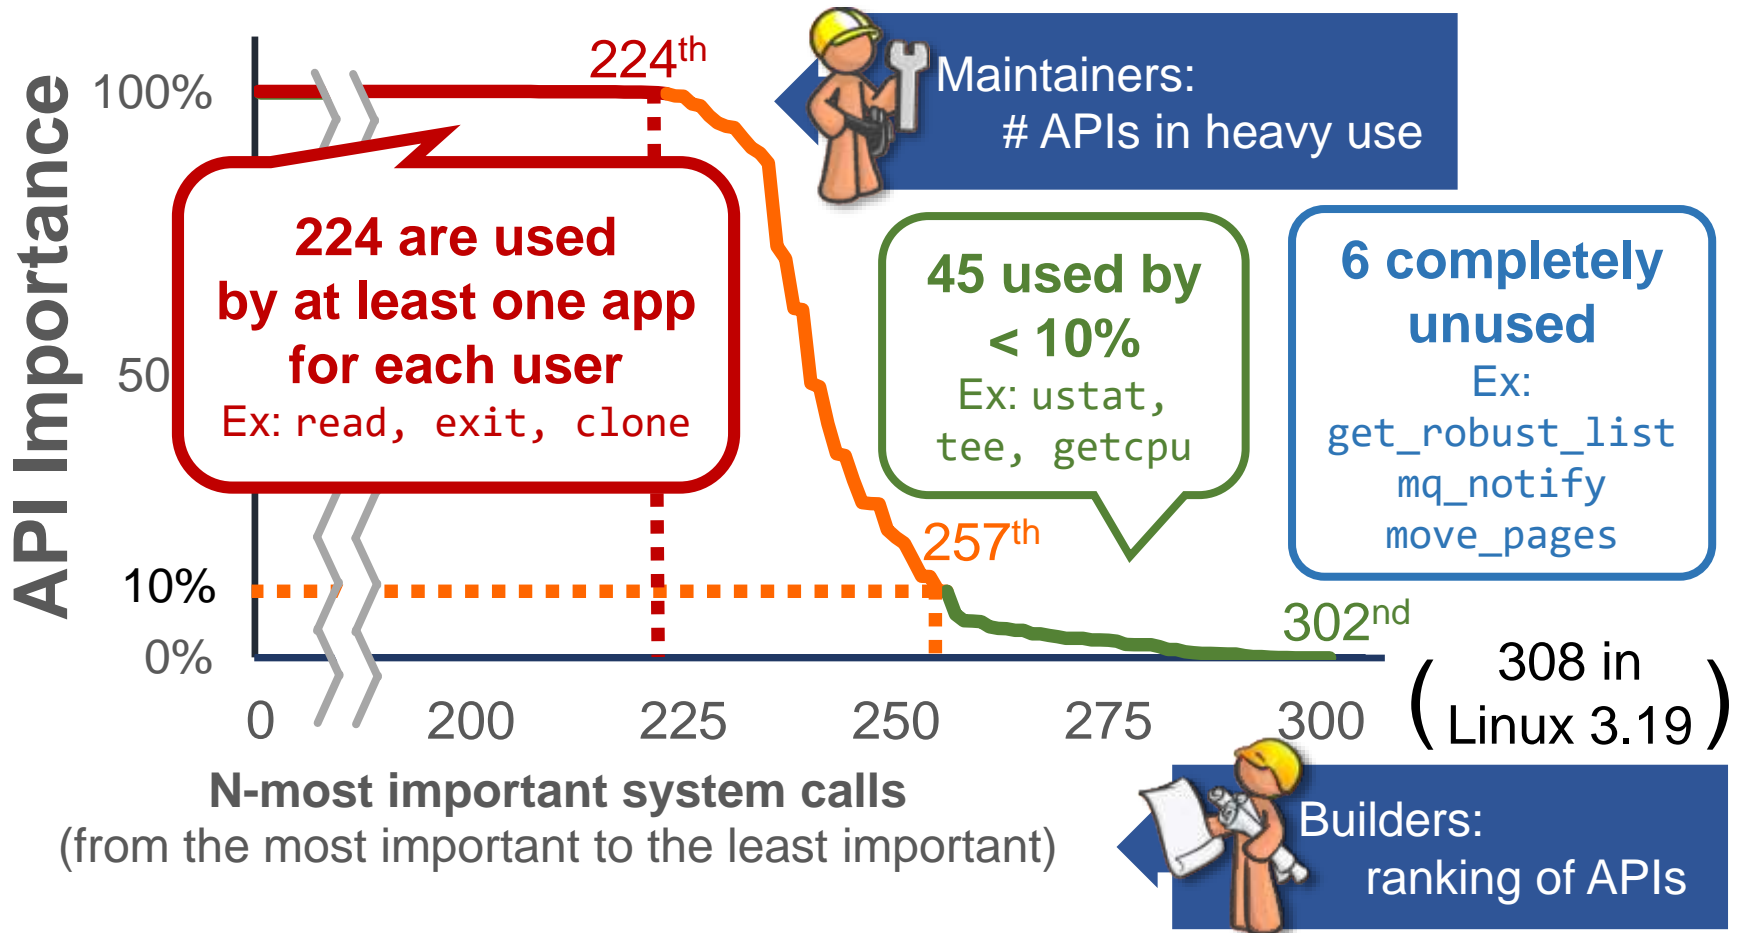 API Importance
100%
50
10%
0%
224th
Maintainers:
# APIs in heavy use
224 are used
by at least one app
for each user
Ex: read, exit, clone
45 used by
< 10%
Ex: ustat,
tee, getcpu
6 completely
unused
Ex:
get_robust_list
mq_notify
move_pages
257th
302nd
(308 in
Linux 3.19)
0 200 225 250 275 300
N-most important system calls
(from the most important to the least important)
Builders:
ranking of APIs